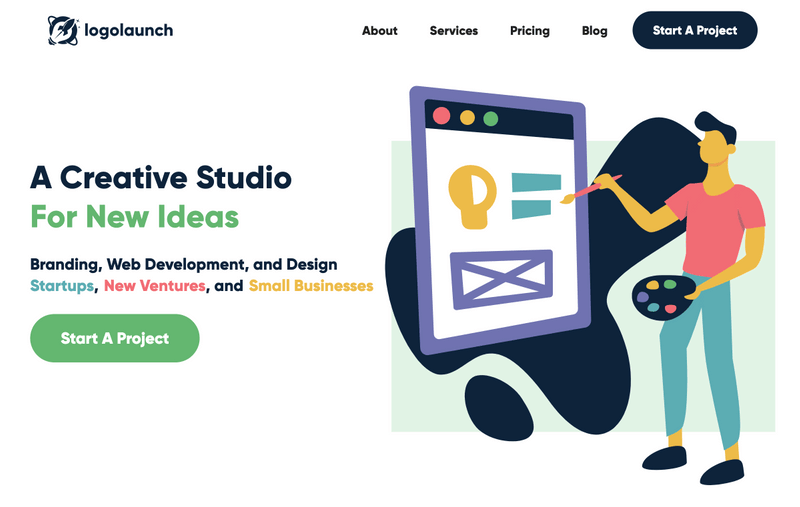 logolaunch
About
Services
Pricing
Blog
Start A Project
A Creative Studio
For New Ideas
Branding, Web Development, and Design
Startups, New Ventures, and Small Businesses
Start A Project